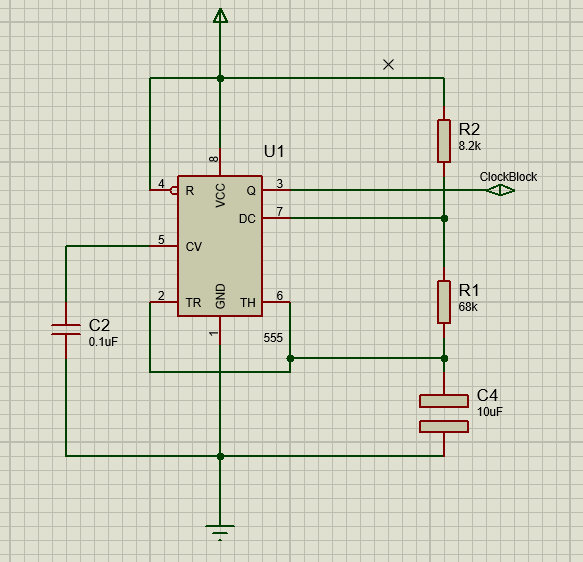 U1
R2
8.2k
8
4
R
VCC
Q
3
ClockBlock
DC
7
5
CV
2
TR
GND
TH
6
R1
68k
1
555
C2
0.1uF
C4
10uF